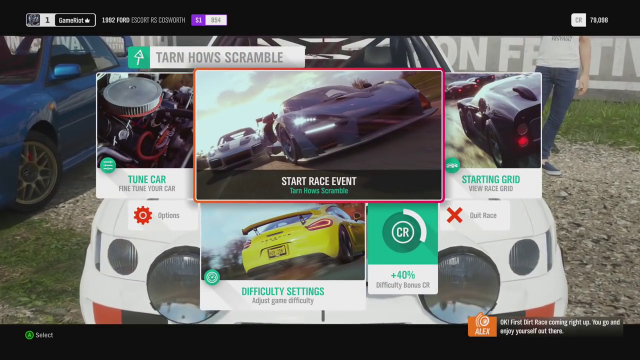 1 GameRiot 1992 FORD ESCORT RS COSWORTH S1 854 CR 79,098
TARN HOWS SCRAMBLE
TUNE CAR
FINE TUNE YOUR CAR
START RACE EVENT
Tarn Hows Scramble
STARTING GRID
VIEW RACE GRID
Options
Quit Race
CR
DIFFICULTY SETTINGS
Adjust game difficulty
+40%
Difficulty Bonus CR
A Select
ALEX
OK! First Dirt Race coming right up. You go and
enjoy yourself out there.